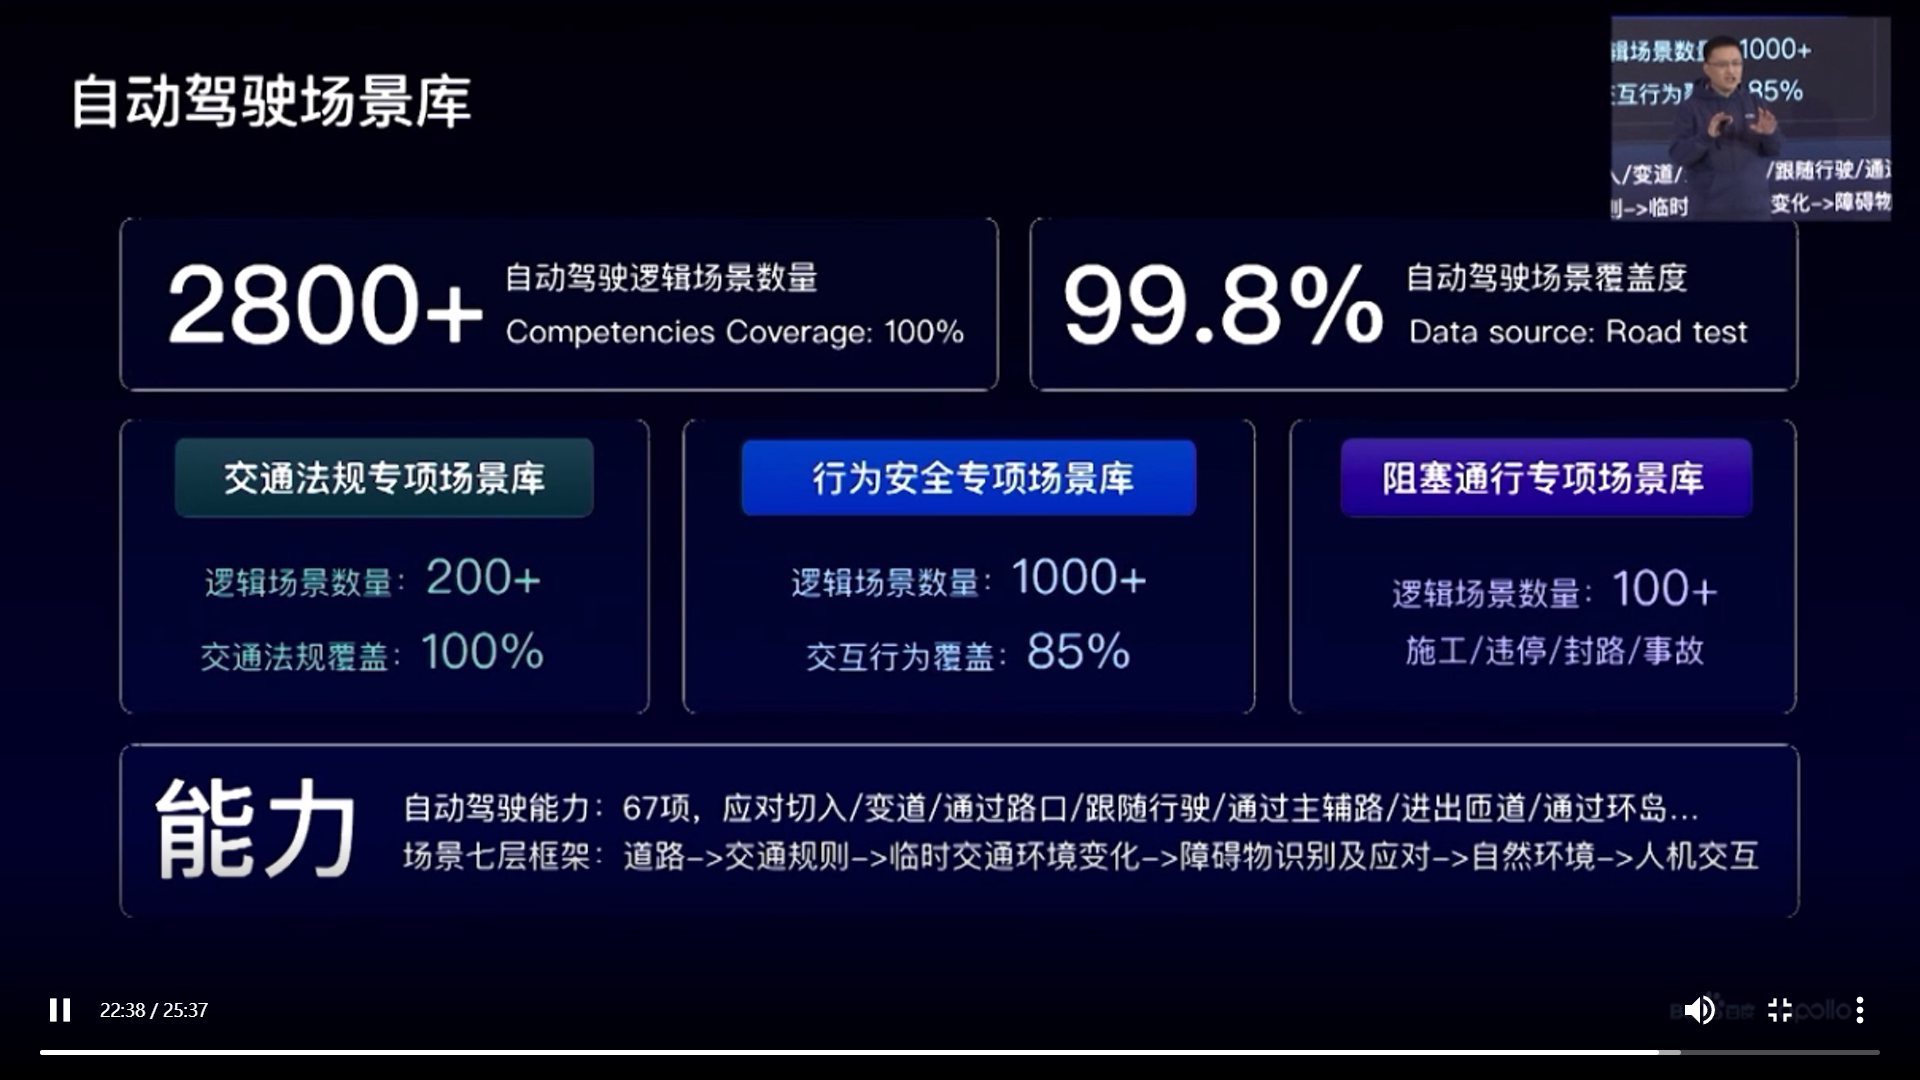 自动驾驶场景库
辑场景数量 1000+
互行为覆 85%
/变道/ /跟随行驶/通过
->临时 变化->障碍物
2800+ 自动驾驶逻辑场景数量
Competencies Coverage: 100%
99.8% 自动驾驶场景覆盖度
Data source: Road test
交通法规专项场景库
逻辑场景数量：200+
交通法规覆盖：100%
行为安全专项场景库
逻辑场景数量：1000+
交互行为覆盖：85%
阻塞通行专项场景库
逻辑场景数量：100+
施工/违停/封路/事故
能力
自动驾驶能力：67项，应对切入/变道/通过路口/跟随行驶/通过主辅路/进出匝道/通过环岛...
场景七层框架：道路->交通规则->临时交通环境变化->障碍物识别及应对->自然环境->人机交互
22:38 / 25:37